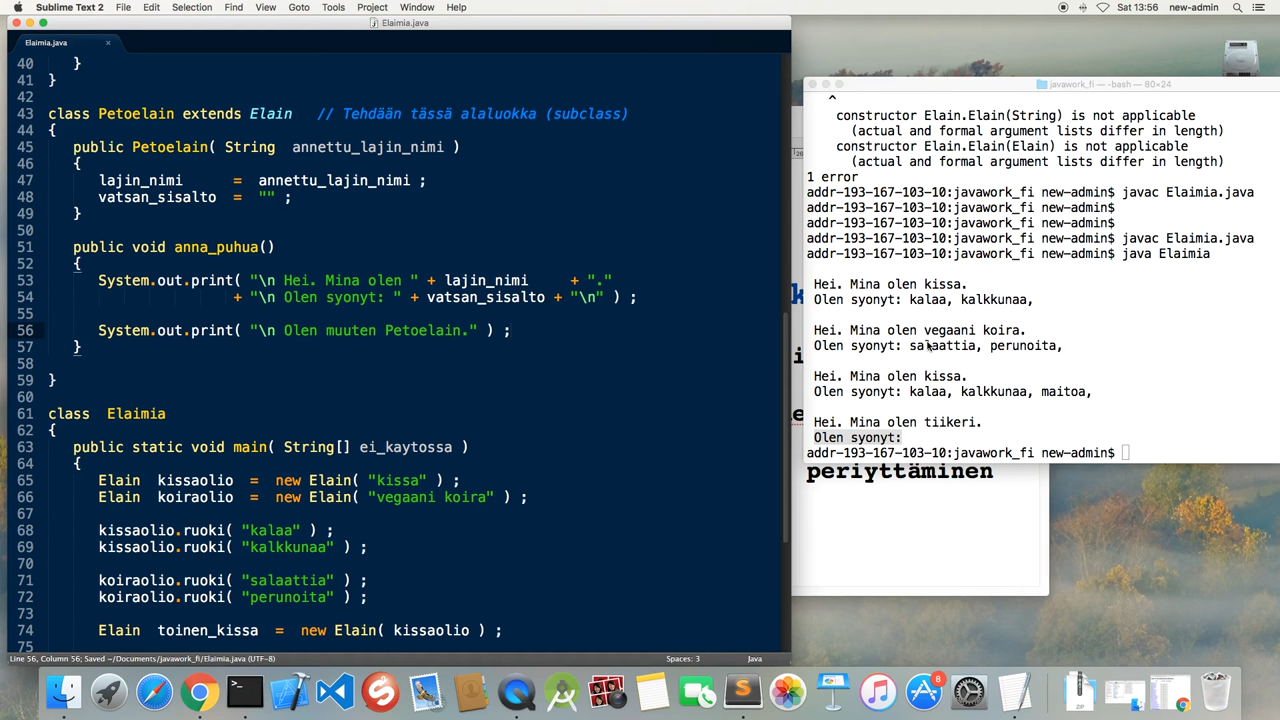 Sublime Text 2 File Edit Selection Find View Goto Tools Project Window Help Sat 13:56 new-admin
Elaimia.java
Elaimia.java
40 }
41 }
42
43 class Petoelain extends Elain // Tehdään tässä alaluokka (subclass)
44 {
45 public Petoelain( String annettu_lajin_nimi )
46 {
47 lajin_nimi = annettu_lajin_nimi ;
48 vatsan_sisalto = "" ;
49 }
50
51 public void anna_puhua()
52 {
53 System.out.print( "\n Hei. Mina olen " + lajin_nimi + "."
54 + "\n Olen syonyt: " + vatsan_sisalto + "\n" ) ;
55
56 System.out.print( "\n Olen muuten Petoelain." ) ;
57 }
58
59 }
60
61 class Elaimia
62 {
63 public static void main( String[] ei_kaytossa )
64 {
65 Elain kissaolio = new Elain( "kissa" ) ;
66 Elain koiraolio = new Elain( "vegaani koira" ) ;
67
68 kissaolio.ruoki( "kalaa" ) ;
69 kissaolio.ruoki( "kalkkunaa" ) ;
70
71 koiraolio.ruoki( "salaattia" ) ;
72 koiraolio.ruoki( "perunoita" ) ;
73
74 Elain toinen_kissa = new Elain( kissaolio ) ;
75
Line 56, Column 56; Saved ~/Documents/javawork_fi/Elaimia.java (UTF-8) Spaces: 3 Java
javawork_fi — -bash — 80×24
^
constructor Elain.Elain(String) is not applicable
(actual and formal argument lists differ in length)
constructor Elain.Elain(Elain) is not applicable
(actual and formal argument lists differ in length)
1 error
addr-193-167-103-10:javawork_fi new-admin$ javac Elaimia.java
addr-193-167-103-10:javawork_fi new-admin$
addr-193-167-103-10:javawork_fi new-admin$
addr-193-167-103-10:javawork_fi new-admin$ javac Elaimia.java
addr-193-167-103-10:javawork_fi new-admin$ java Elaimia
Hei. Mina olen kissa.
Olen syonyt: kalaa, kalkkunaa,
Hei. Mina olen vegaani koira.
Olen syonyt: salaattia, perunoita,
Hei. Mina olen kissa.
Olen syonyt: kalaa, kalkkunaa, maitoa,
Hei. Mina olen tiikeri.
Olen syonyt:
addr-193-167-103-10:javawork_fi new-admin$
periyttäminen
8
ZIP